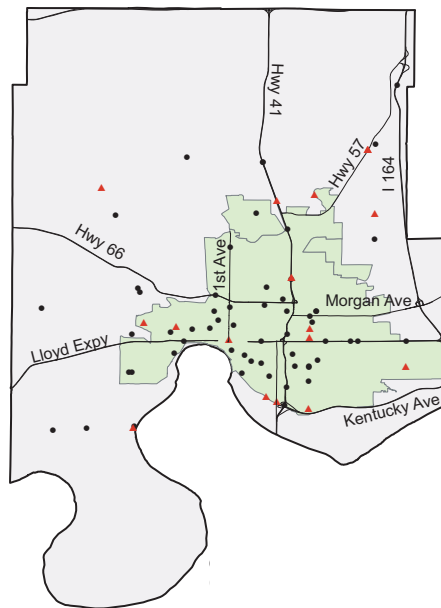 Hwy 41
Hwy 57
I 164
Hwy 66
1st Ave
Morgan Ave
Lloyd Expy
Kentucky Ave